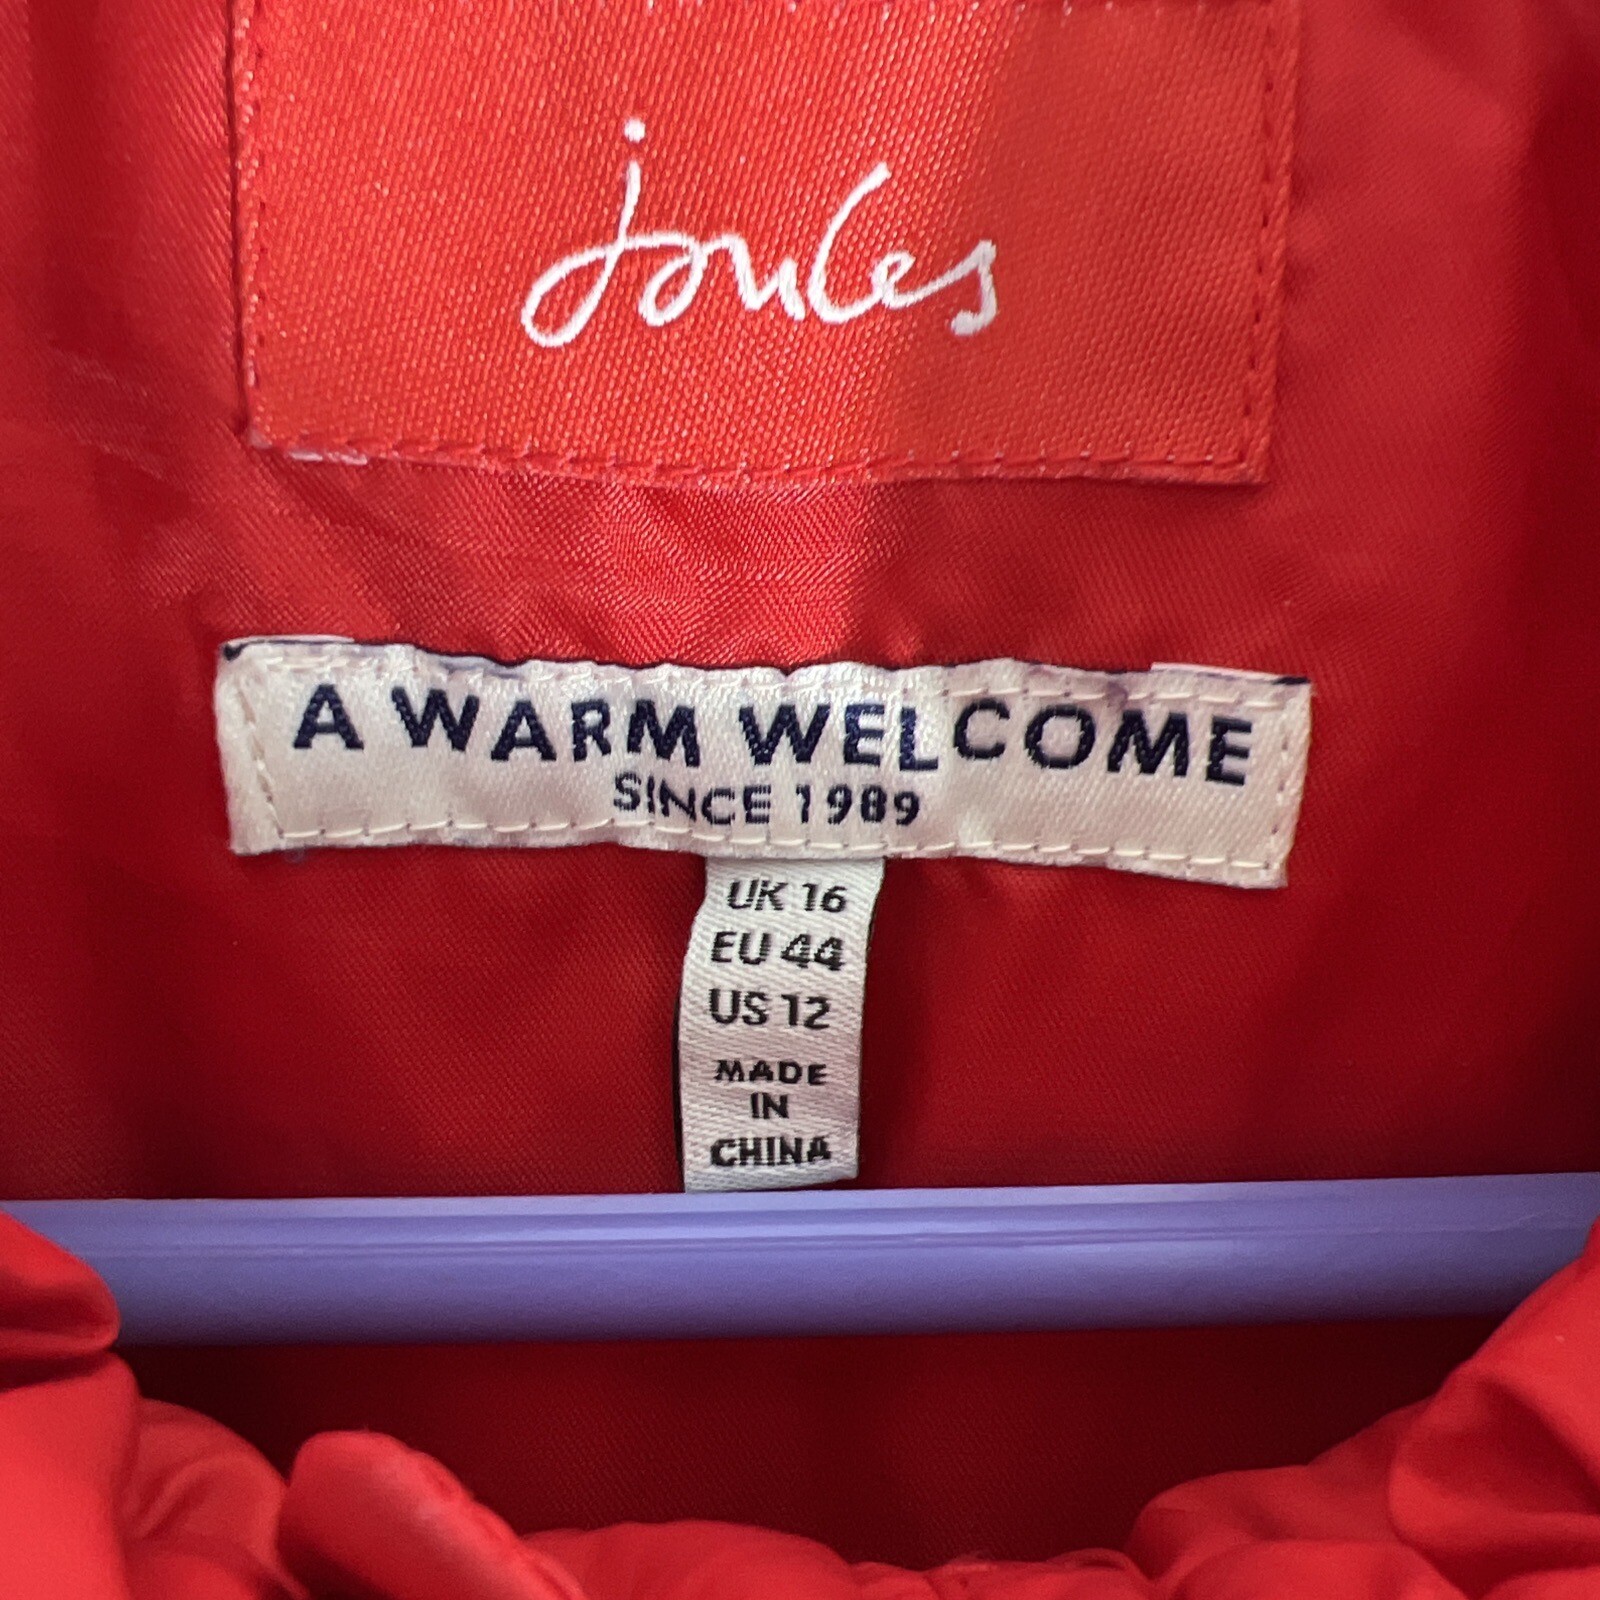 joules
A WARM WELCOME
SINCE 1989
UK 16
EU 44
US 12
MADE
IN
CHINA